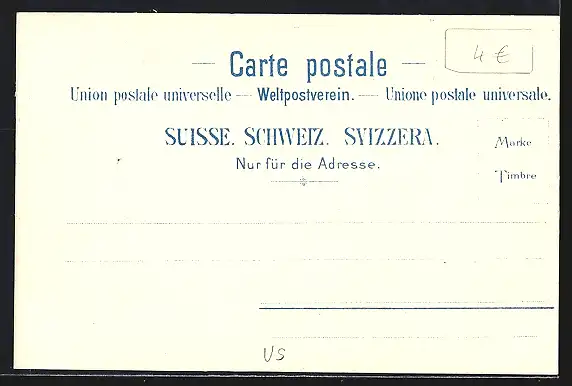 — Carte postale —
4 €
Union postale universelle — Weltpostverein. — Unione postale universale.
SUISSE. SCHWEIZ. SVIZZERA.
Nur für die Adresse.
Marke
Timbre
VS